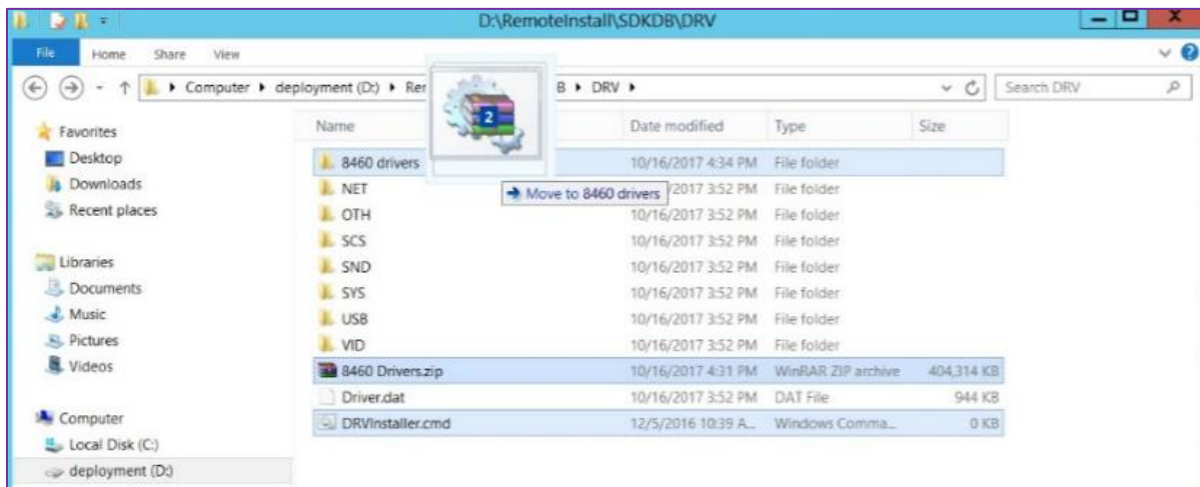 D:\RemoteInstall\SDKDB\DRV
File Home Share View
Computer deployment (D:) Rem B DRV Search DRV
Favorites
Desktop
Downloads
Recent places
Libraries
Documents
Music
Pictures
Videos
Computer
Local Disk (C:)
deployment (D:)
Name Date modified Type Size
8460 drivers 10/16/2017 4:34 PM File folder
NET /2017 3:52 PM File folder
OTH 10/16/2017 3:52 PM File folder
SCS 10/16/2017 3:52 PM File folder
SND 10/16/2017 3:52 PM File folder
SYS 10/16/2017 3:52 PM File folder
USB 10/16/2017 3:52 PM File folder
VID 10/16/2017 3:52 PM File folder
8460 Drivers.zip 10/16/2017 4:31 PM WinRAR ZIP archive 404,314 KB
Driver.dat 10/16/2017 3:52 PM DAT File 944 KB
DRVInstaller.cmd 12/5/2016 10:39 A... Windows Comma... 0 KB
2
Move to 8460 drivers